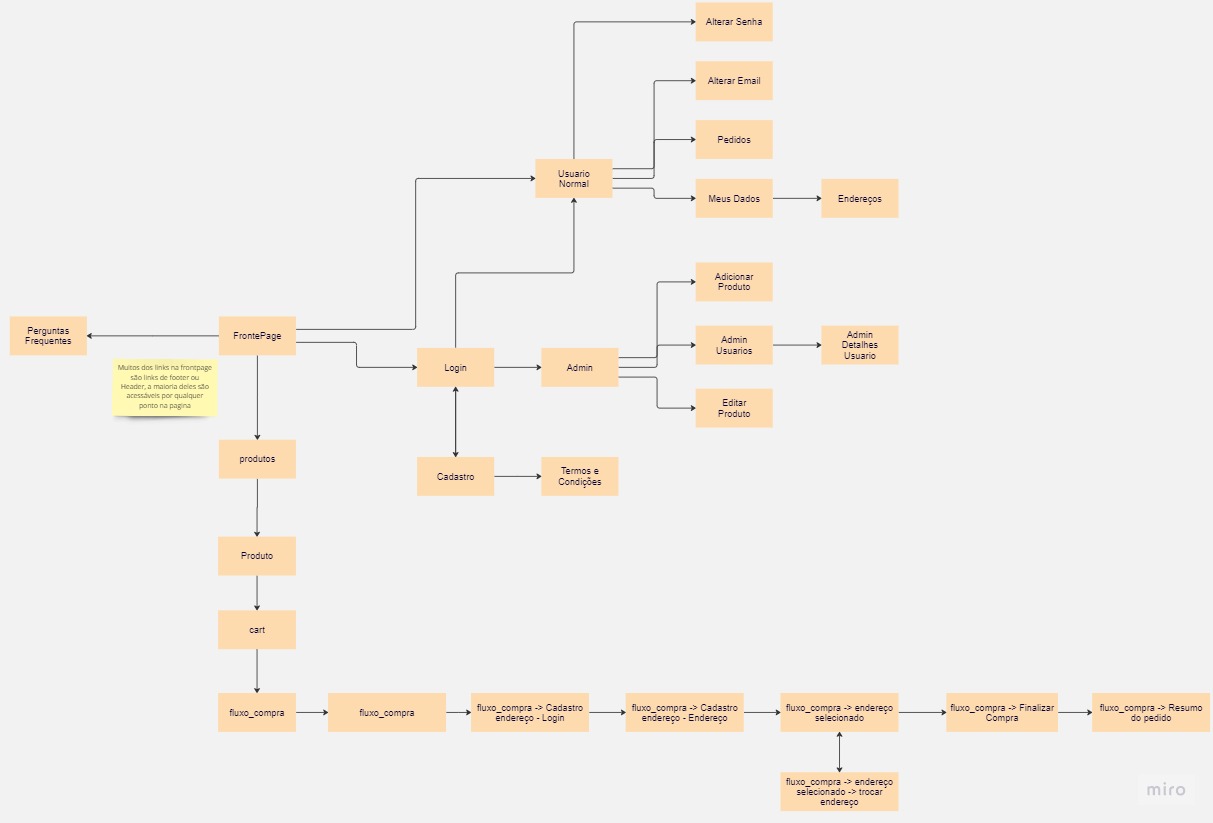 Alterar Senha
Alterar Email
Pedidos
Usuario
Normal
Meus Dados
Endereços
Adicionar
Produto
Perguntas
Frequentes
FrontePage
Admin
Usuarios
Admin
Detalhes
Usuario
Muitos dos links na frontpage
são links de footer ou
Header, a maioria deles são
acessáveis por qualquer
ponto na pagina
Login
Admin
Editar
Produto
produtos
Cadastro
Termos e
Condições
Produto
cart
fluxo_compra
fluxo_compra
fluxo_compra -> Cadastro
endereço - Login
fluxo_compra -> Cadastro
endereço - Endereço
fluxo_compra -> endereço
selecionado
fluxo_compra -> Finalizar
Compra
fluxo_compra -> Resumo
do pedido
fluxo_compra -> endereço
selecionado -> trocar
endereço
miro